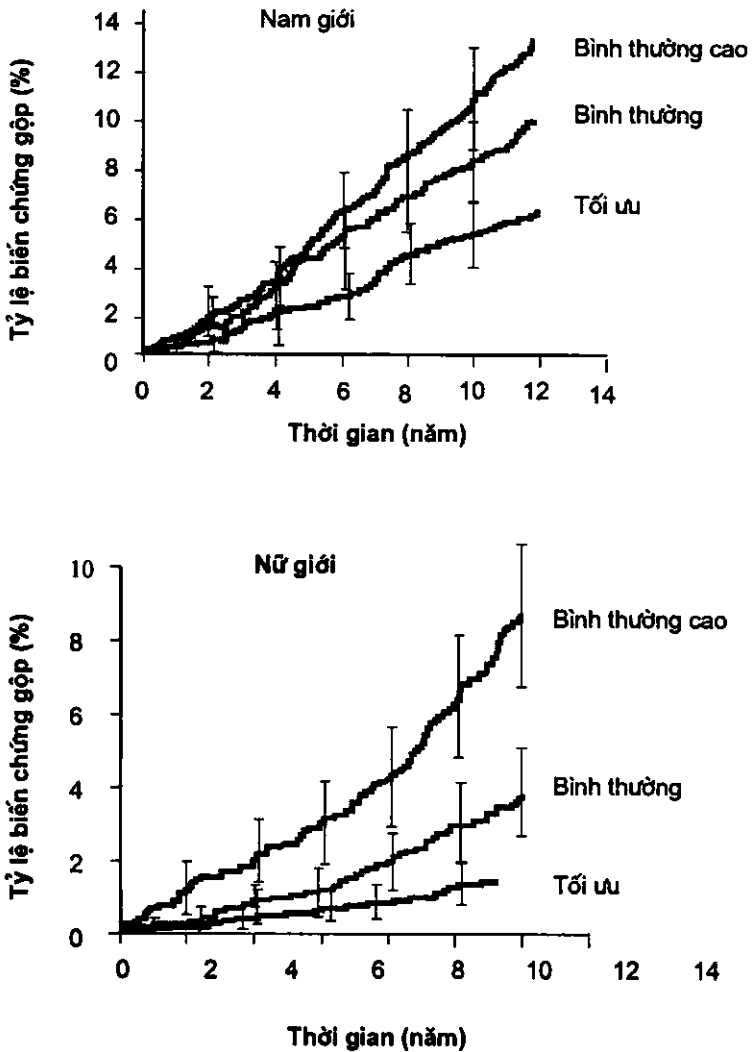 Nam giới
Tỷ lệ biến chứng gộp (%)
14
12
10
8
6
4
2
0
Bình thường cao
Bình thường
Tối ưu
0 2 4 6 8 10 12 14
Thời gian (năm)
Nữ giới
Tỷ lệ biến chứng gộp (%)
10
8
6
4
2
0
Bình thường cao
Bình thường
Tối ưu
0 2 4 6 8 10 12 14
Thời gian (năm)